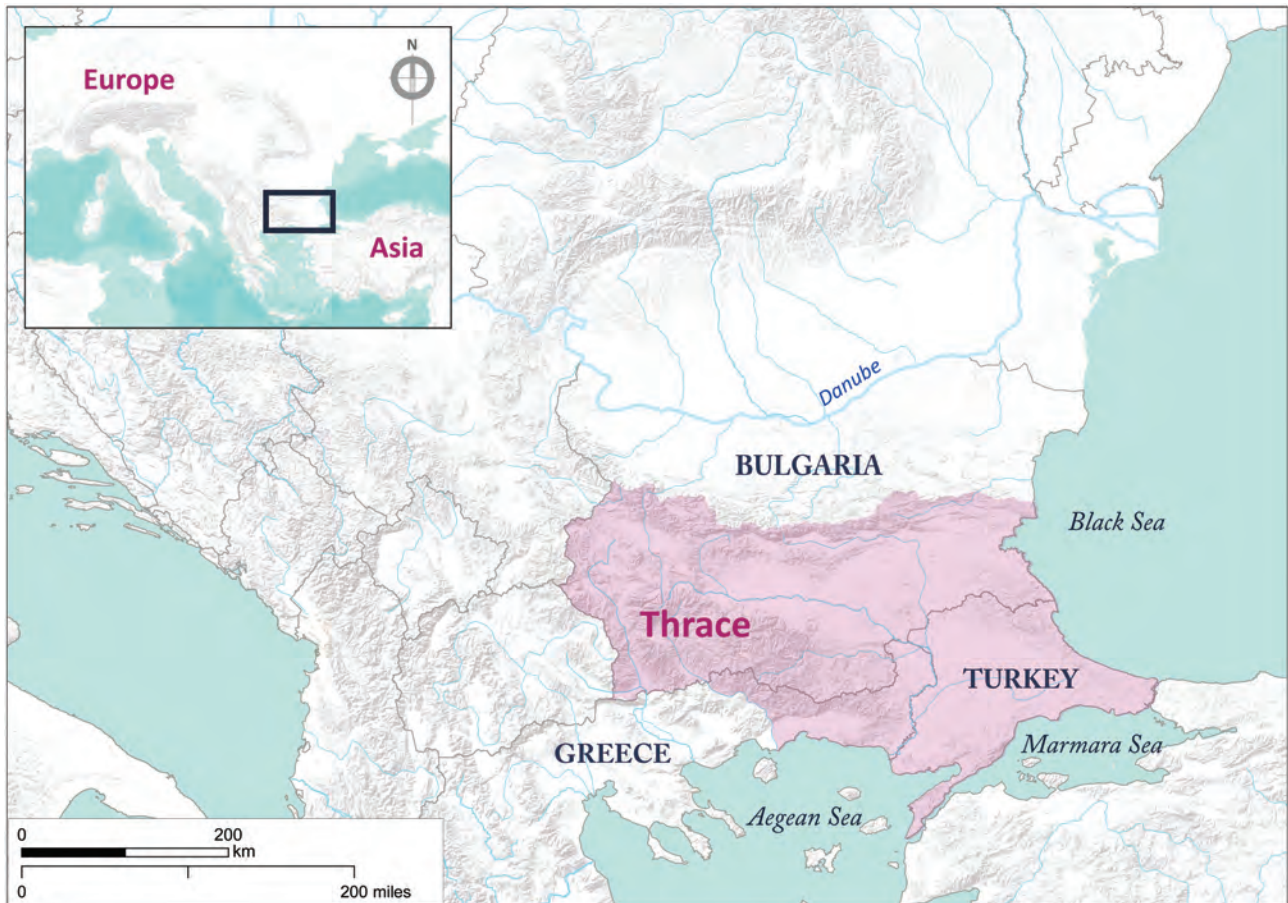 Europe
N
Asia
Danube
BULGARIA
Black Sea
Thrace
TURKEY
GREECE
Marmara Sea
Aegean Sea
0 200
km
0 200 miles